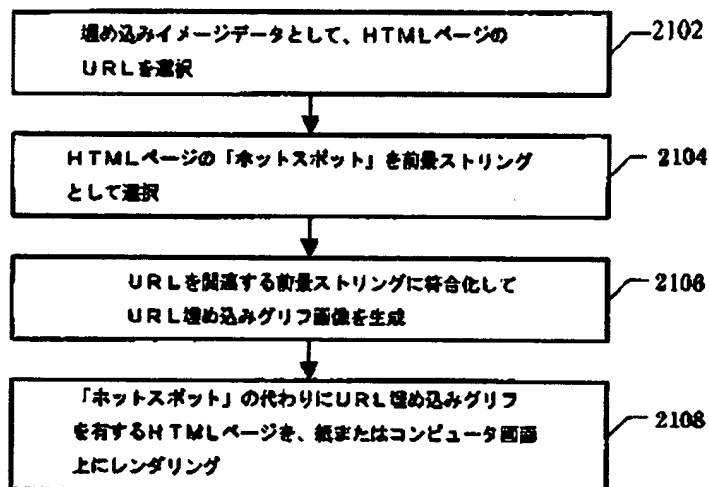 埋め込みイメージデータとして、HTMLページの
URLを選択
2102
HTMLページの「ホットスポット」を前景ストリング
として選択
2104
URLを関連する前景ストリングに符合化して
URL埋め込みグリフ画像を生成
2106
「ホットスポット」の代わりにURL埋め込みグリフ
を有するHTMLページを、紙またはコンピュータ画面
上にレンダリング
2108